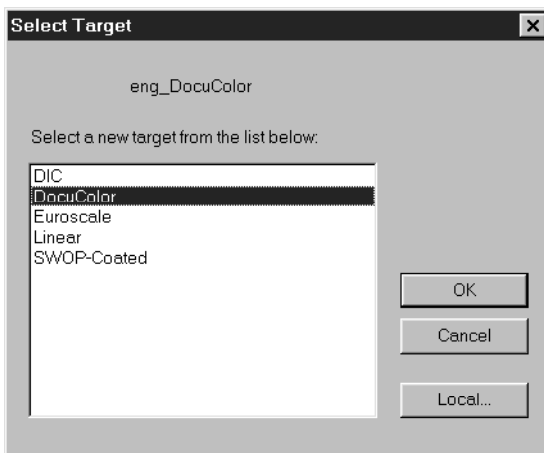 Select Target
eng_DocuColor
Select a new target from the list below:
DIC
DocuColor
Euroscale
Linear
SWOP-Coated
OK
Cancel
Local...